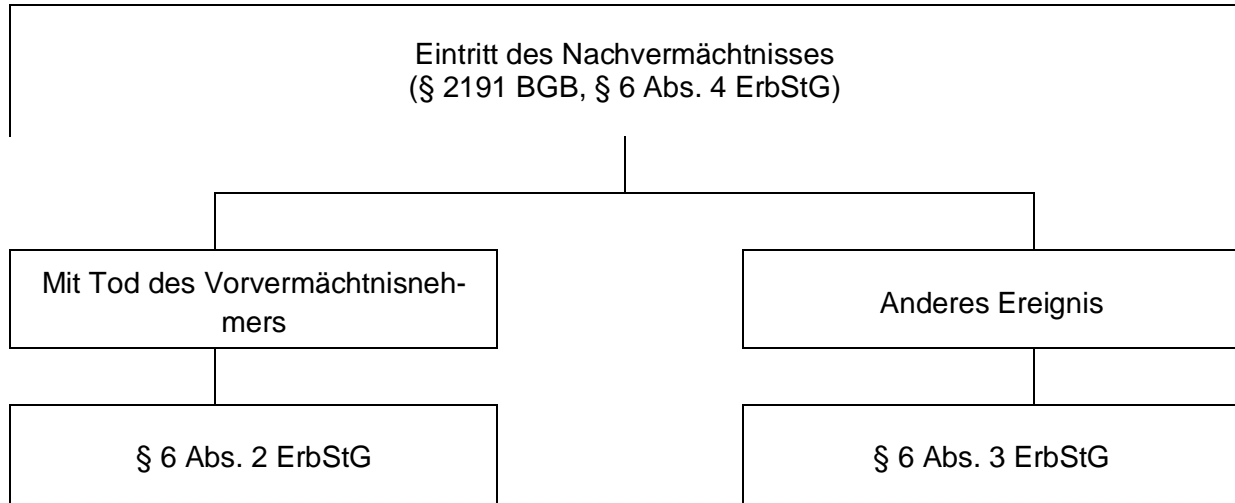 Eintritt des Nachvermächtnisses
(§ 2191 BGB, § 6 Abs. 4 ErbStG)
Mit Tod des Vorvermächtnisneh-
mers
Anderes Ereignis
§ 6 Abs. 2 ErbStG
§ 6 Abs. 3 ErbStG